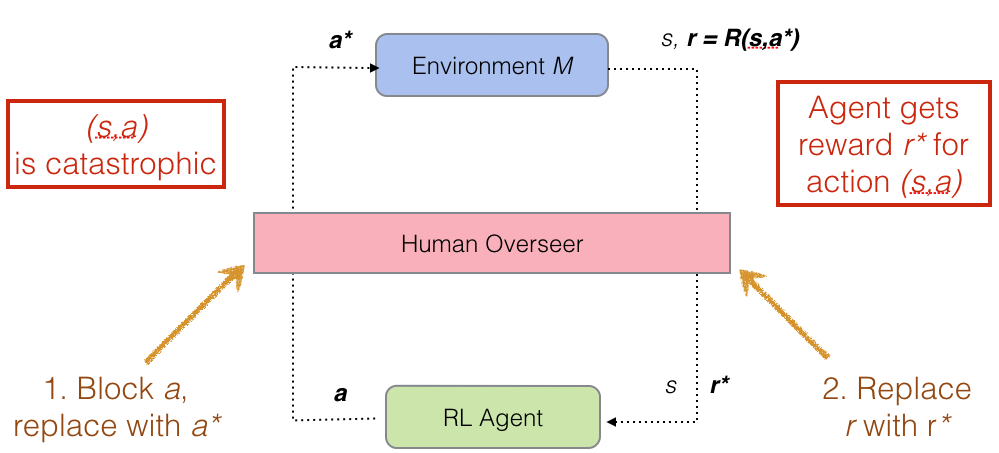 a*
Environment M
s, r = R(s,a*)
(s,a)
is catastrophic
Agent gets
reward r* for
action (s,a)
Human Overseer
1. Block a,
replace with a*
a
RL Agent
s r*
2. Replace
r with r*